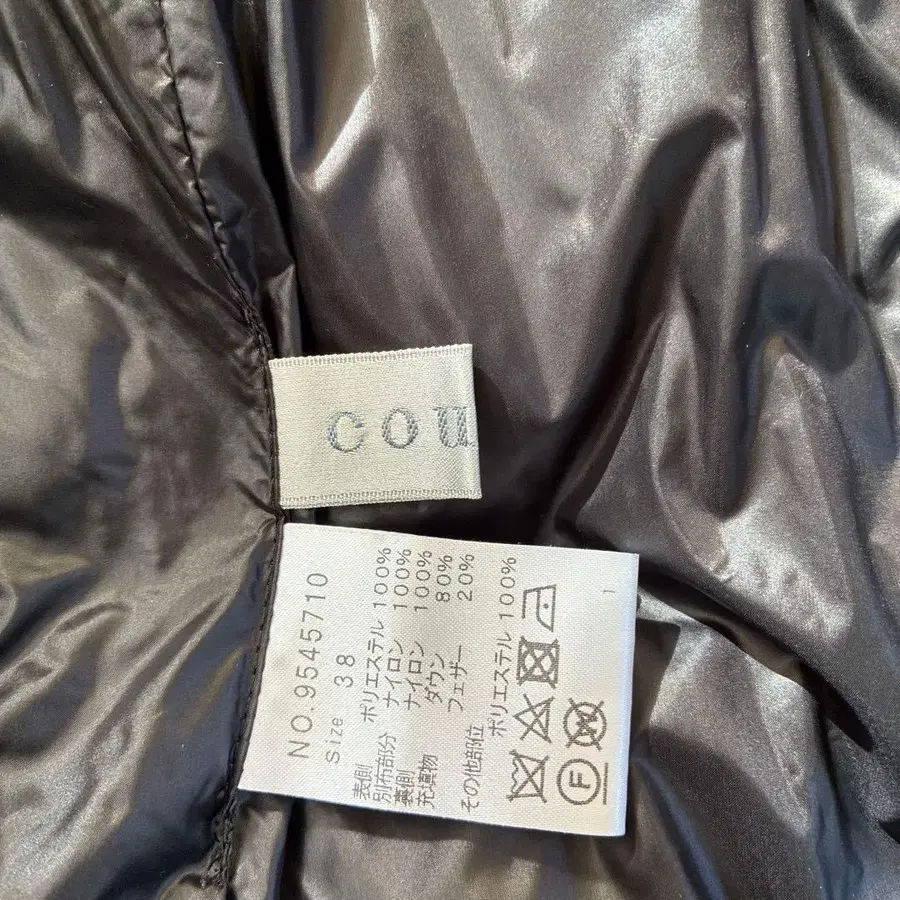 cou
NO.9545710
Size 38
表側 ポリエステル 100%
別布部分 ナイロン 100%
裏側 ナイロン 100%
充填物 ダウン 80%
フェザー 20%
その他部位 ポリエステル 100%
F W
1